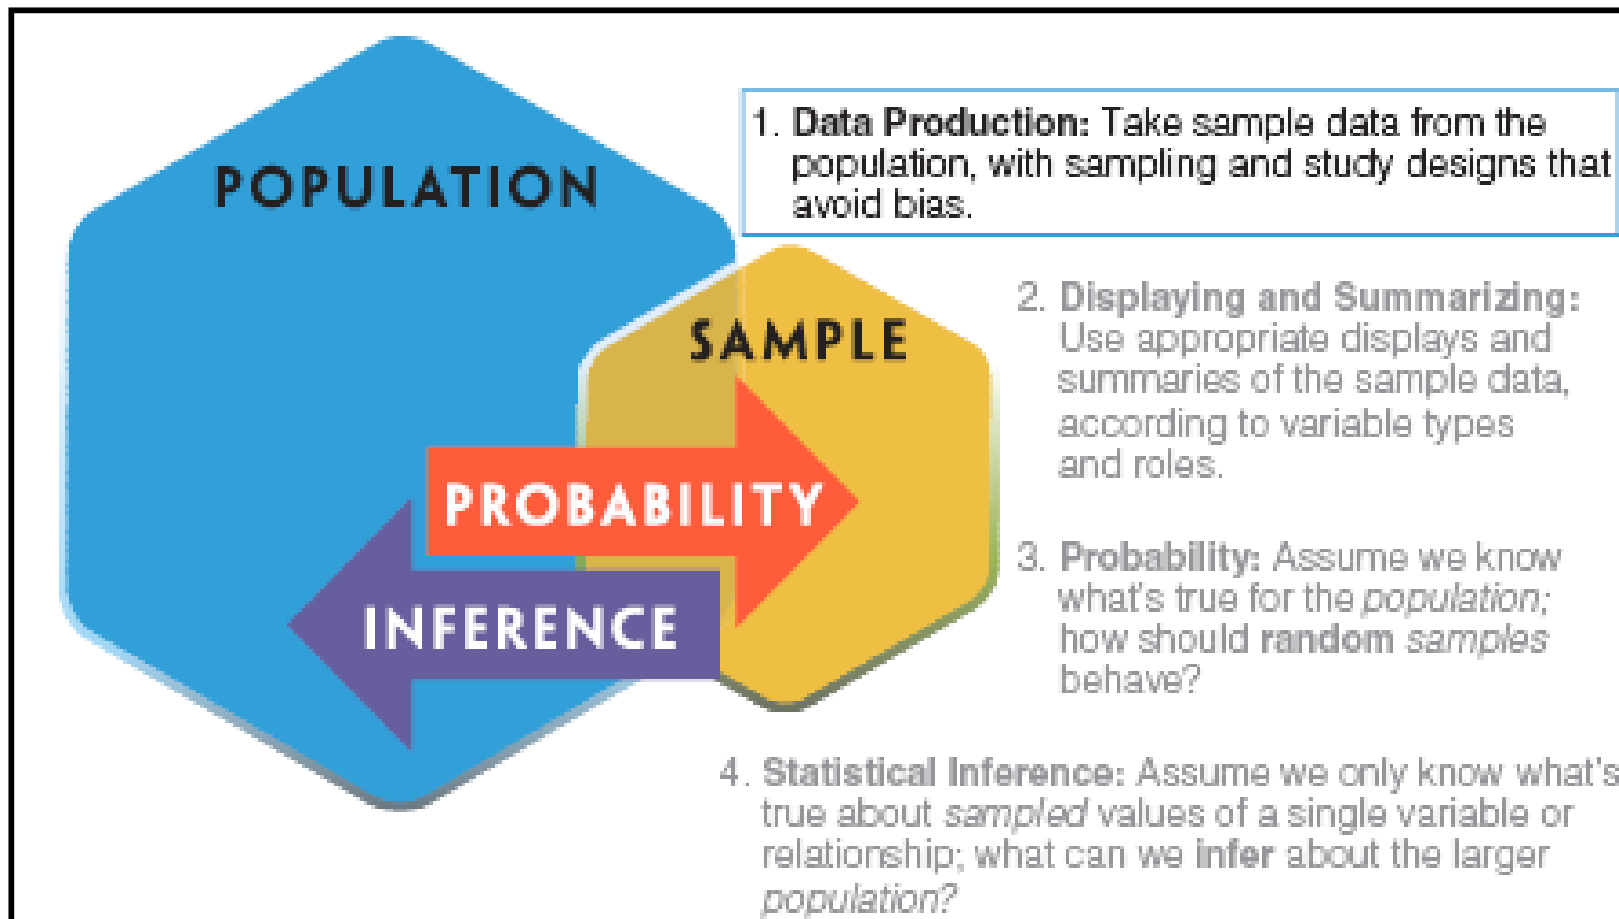 POPULATION
SAMPLE
PROBABILITY
INFERENCE
1. Data Production: Take sample data from the
population, with sampling and study designs that
avoid bias.
2. Displaying and Summarizing:
Use appropriate displays and
summaries of the sample data,
according to variable types
and roles.
3. Probability: Assume we know
what's true for the population;
how should random samples
behave?
4. Statistical Inference: Assume we only know what's
true about sampled values of a single variable or
relationship; what can we infer about the larger
population?